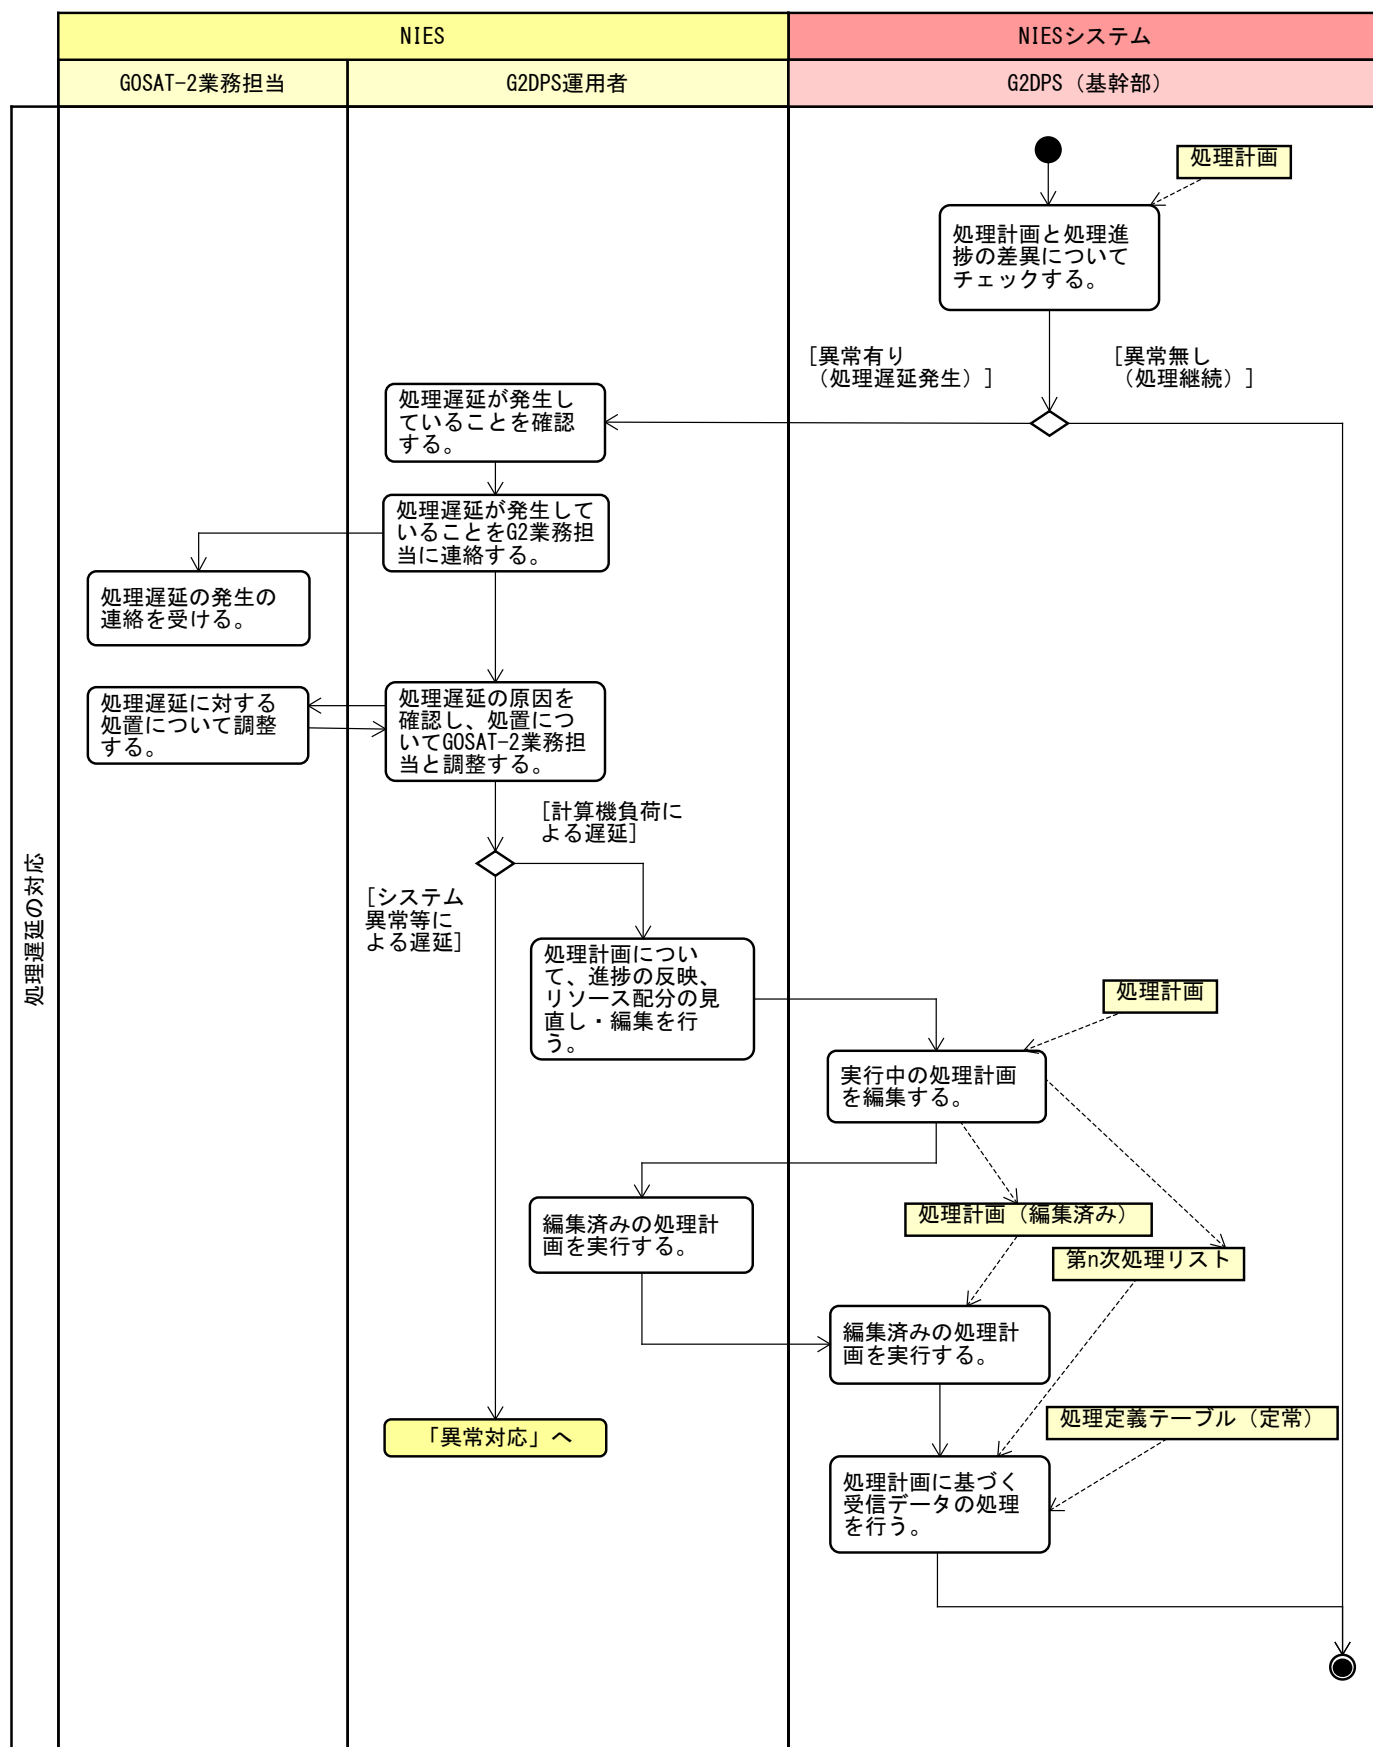 NIES
NIESシステム
GOSAT-2業務担当
G2DPS運用者
G2DPS（基幹部）
処理遅延の対応
処理計画
処理計画と処理進
捗の差異について
チェックする。
[異常有り
（処理遅延発生）]
[異常無し
（処理継続）]
処理遅延が発生し
ていることを確認
する。
処理遅延が発生して
いることをG2業務担
当に連絡する。
処理遅延の発生の
連絡を受ける。
処理遅延に対する
処置について調整
する。
処理遅延の原因を
確認し、処置につ
いてGOSAT-2業務担
当と調整する。
[計算機負荷に
よる遅延]
[システム
異常等に
よる遅延]
処理計画につい
て、進捗の反映、
リソース配分の見
直し・編集を行
う。
処理計画
実行中の処理計画
を編集する。
処理計画（編集済み）
編集済みの処理計
画を実行する。
第n次処理リスト
編集済みの処理計
画を実行する。
処理定義テーブル（定常）
「異常対応」へ
処理計画に基づく
受信データの処理
を行う。